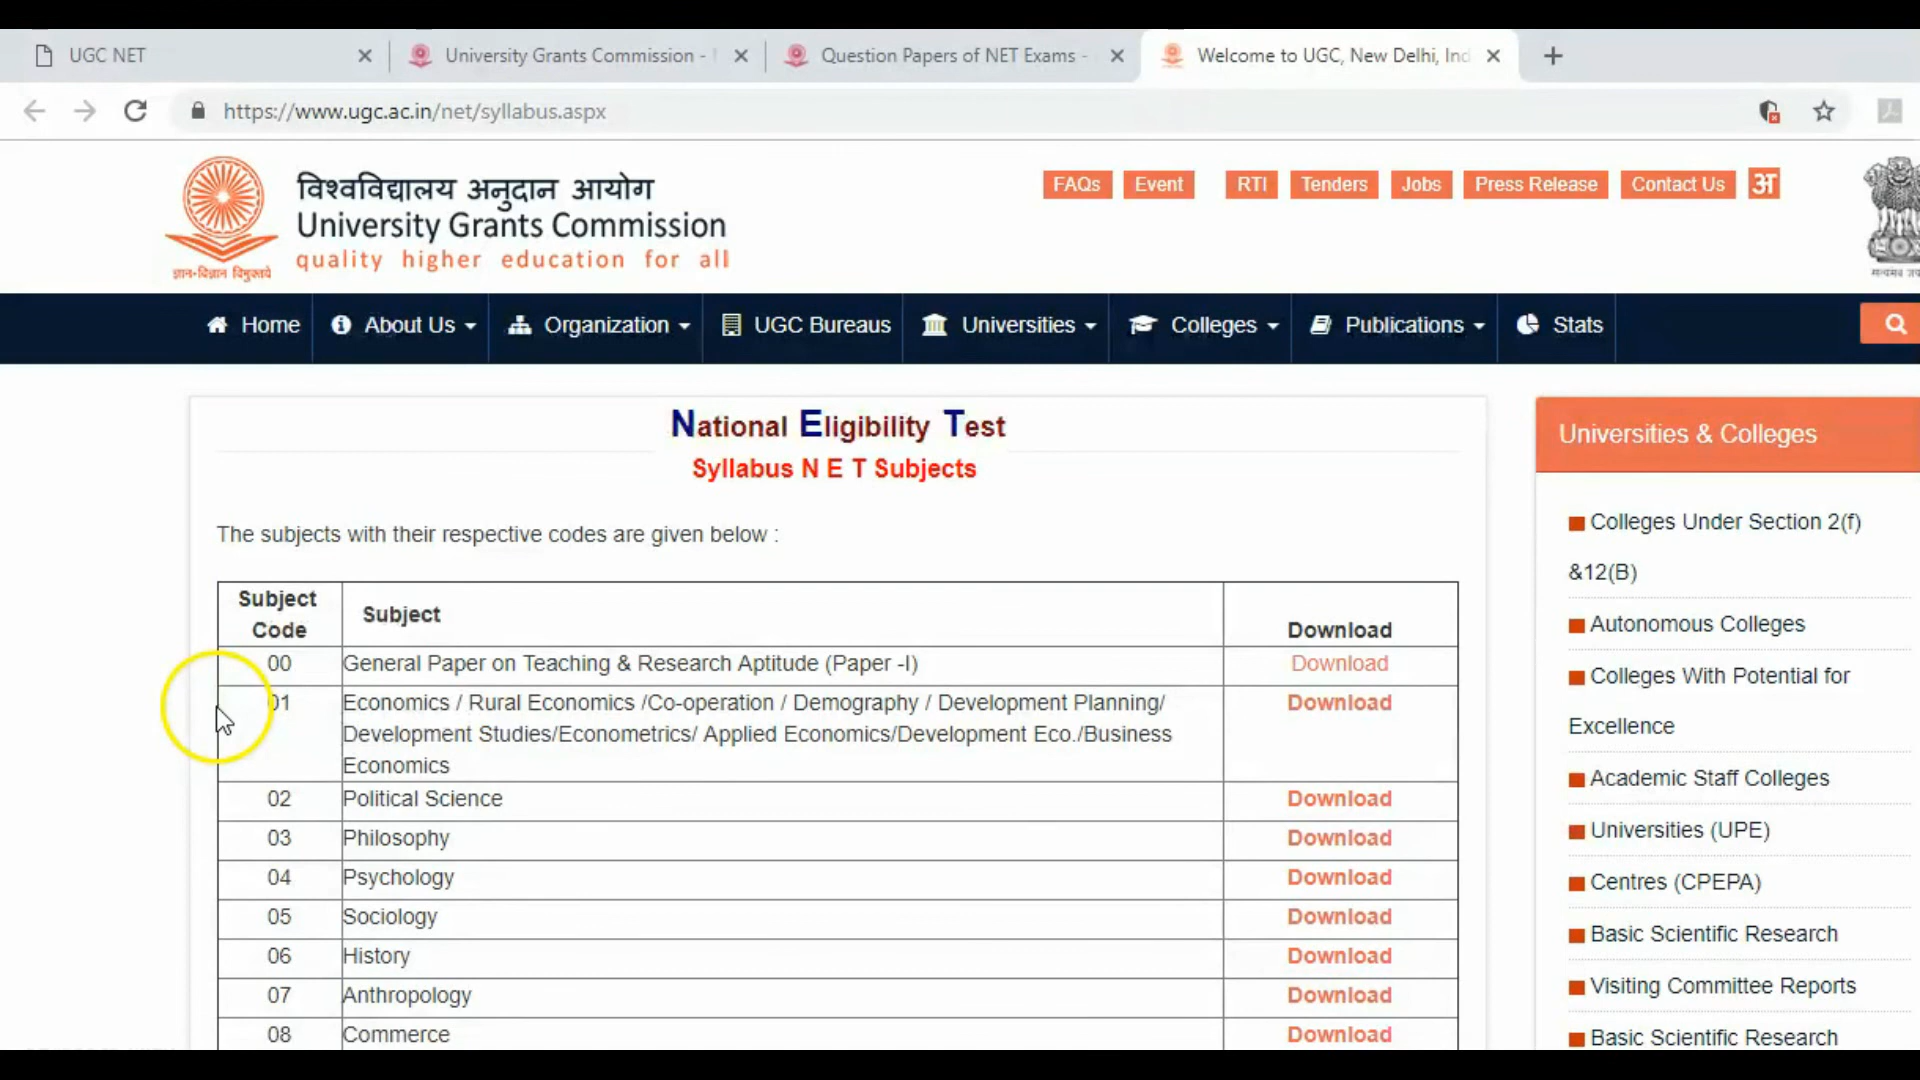 UGC NET
University Grants Commission -
Question Papers of NET Exams -
Welcome to UGC, New Delhi, Ind
https://www.ugc.ac.in/net/syllabus.aspx
विश्वविद्यालय अनुदान आयोग
University Grants Commission
quality higher education for all
ज्ञान-विज्ञान विमुक्तये
FAQs Event RTI Tenders Jobs Press Release Contact Us अ
Home About Us Organization UGC Bureaus Universities Colleges Publications Stats
National Eligibility Test
Syllabus N E T Subjects
The subjects with their respective codes are given below :
Subject Code Subject Download
00 General Paper on Teaching & Research Aptitude (Paper -I) Download
01 Economics / Rural Economics /Co-operation / Demography / Development Planning/ Download
Development Studies/Econometrics/ Applied Economics/Development Eco./Business
Economics
02 Political Science Download
03 Philosophy Download
04 Psychology Download
05 Sociology Download
06 History Download
07 Anthropology Download
08 Commerce Download
Universities & Colleges
Colleges Under Section 2(f)
&12(B)
Autonomous Colleges
Colleges With Potential for
Excellence
Academic Staff Colleges
Universities (UPE)
Centres (CPEPA)
Basic Scientific Research
Visiting Committee Reports
Basic Scientific Research